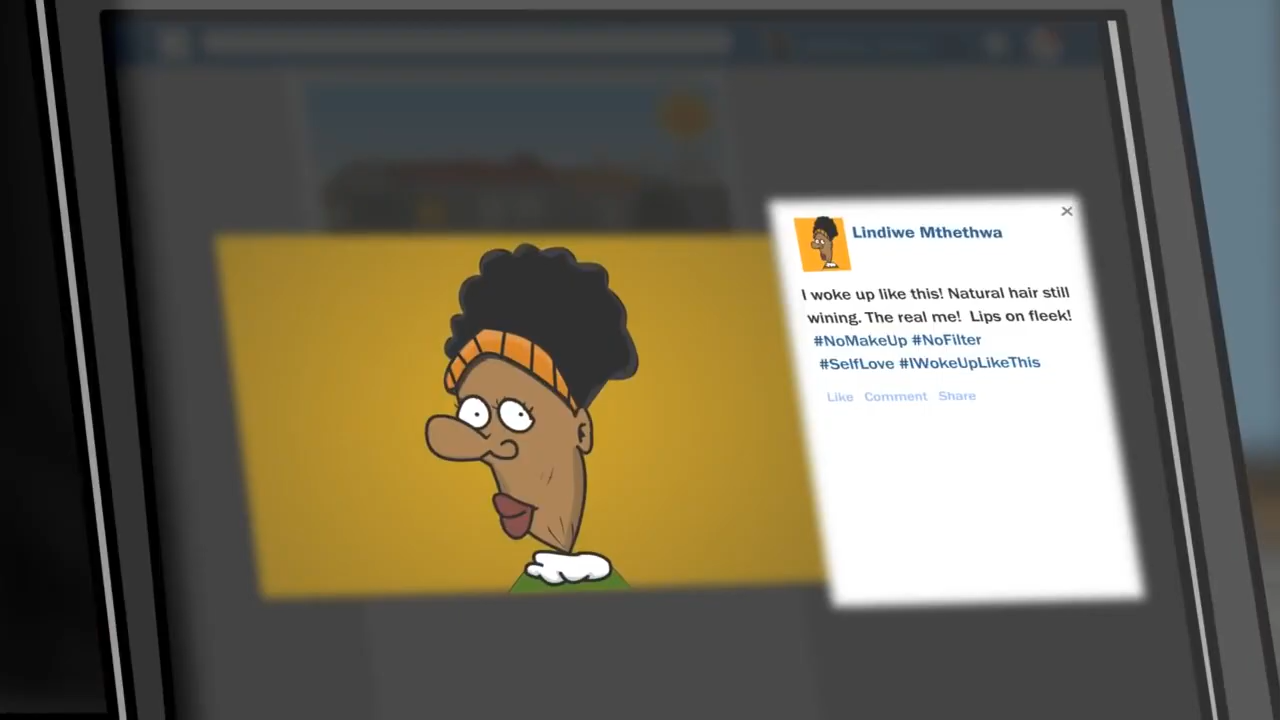 Lindiwe Mthethwa
I woke up like this! Natural hair still
wining. The real me! Lips on fleek!
#NoMakeUp #NoFilter
#SelfLove #IWokeUpLikeThis
Like Comment Share